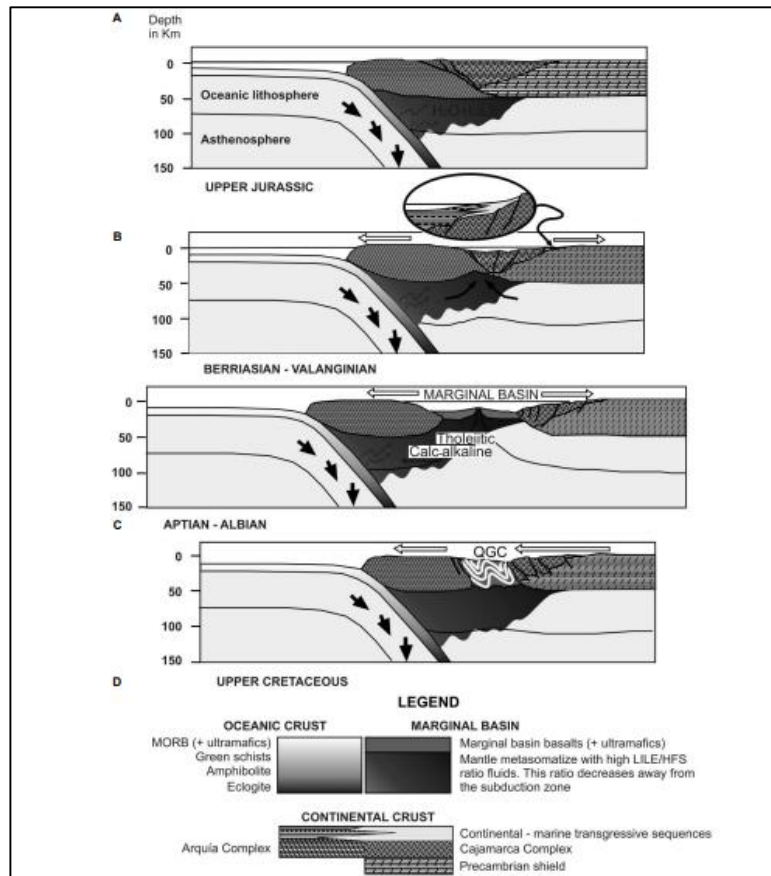 A
Depth
in Km
0
50
100
150
Oceanic lithosphere
Asthenosphere
UPPER JURASSIC
B
0
50
100
150
BERRIASIAN - VALANGINIAN
MARGINAL BASIN
0
50
100
150
Tholeiitic
Calc-alkaline
C
APTIAN - ALBIAN
QGC
0
50
100
150
D
UPPER CRETACEOUS
LEGEND
OCEANIC CRUST
MARGINAL BASIN
MORB (+ ultramafics)
Green schists
Amphibolite
Eclogite
Marginal basin basalts (+ ultramafics)
Mantle metasomatize with high LILE/HFS
ratio fluids. This ratio decreases away from
the subduction zone
CONTINENTAL CRUST
Arquía Complex
Continental - marine transgressive sequences
Cajamarca Complex
Precambrian shield